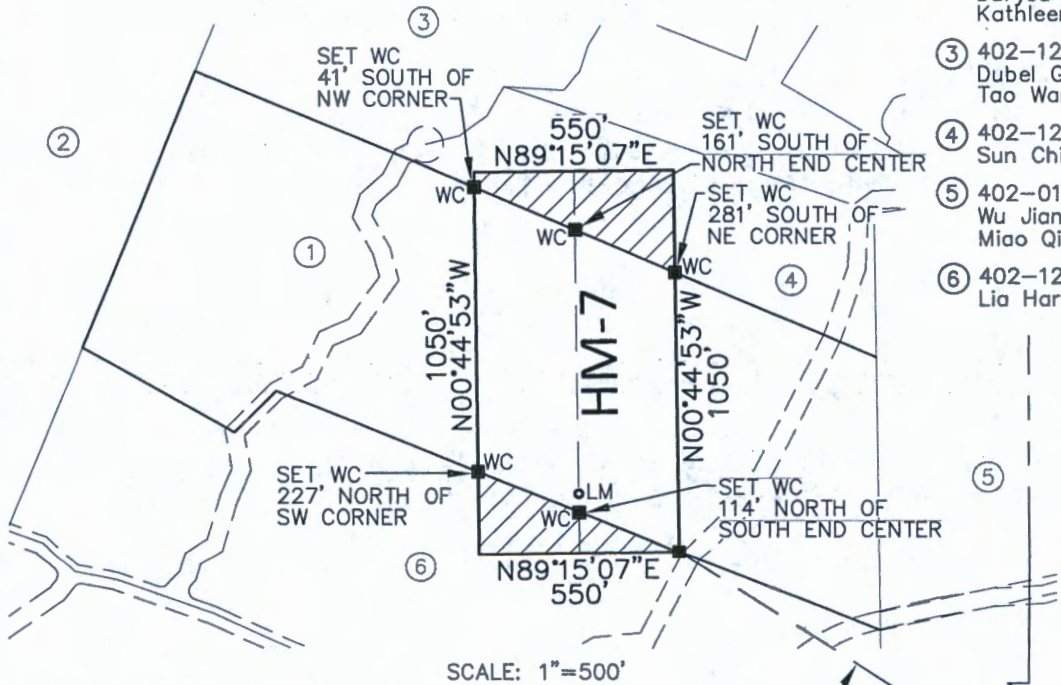 Kathleen
③ 402-12
Dubel G
Tao Wa
④ 402-12
Sun Chi
⑤ 402-01
Wu Jian
Miao Qi
⑥ 402-12
Lia Har
③
②
①
④
⑤
⑥
SET WC
41' SOUTH OF
NW CORNER
550'
N89°15'07"E
SET WC
161' SOUTH OF
NORTH END CENTER
SET WC
281' SOUTH OF
NE CORNER
WC
WC
WC
1050'
N00°44'53"W
HM-7
N00°44'53"W
1050'
WC
SET WC
227' NORTH OF
SW CORNER
LM
WC
SET WC
114' NORTH OF
SOUTH END CENTER
N89°15'07"E
550'
SCALE: 1"=500'